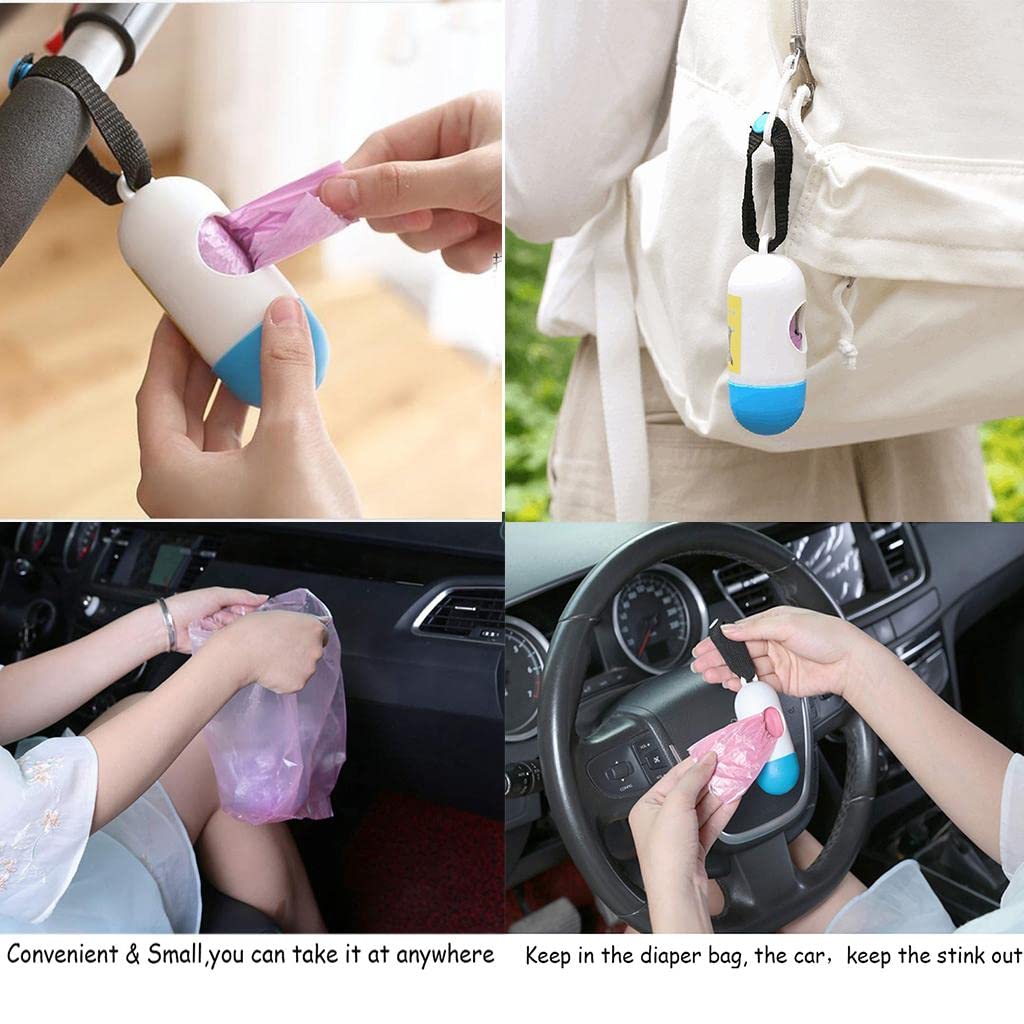 Convenient & Small,you can take it at anywhere
Keep in the diaper bag, the car，keep the stink out